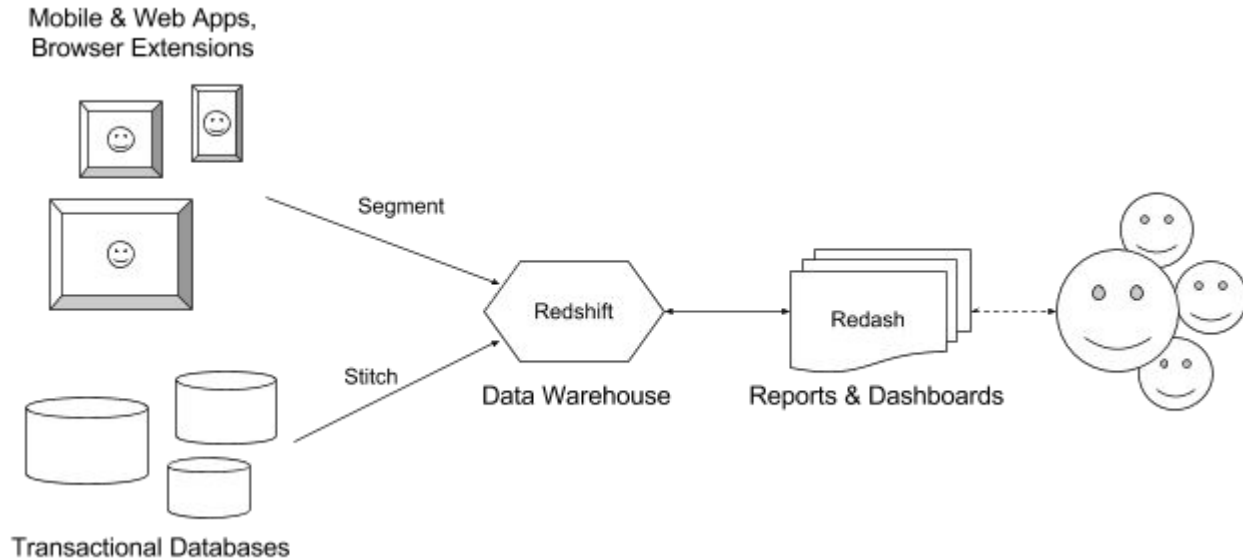 Mobile & Web Apps,
Browser Extensions
Segment
Redshift
Redash
Stitch
Data Warehouse
Reports & Dashboards
Transactional Databases